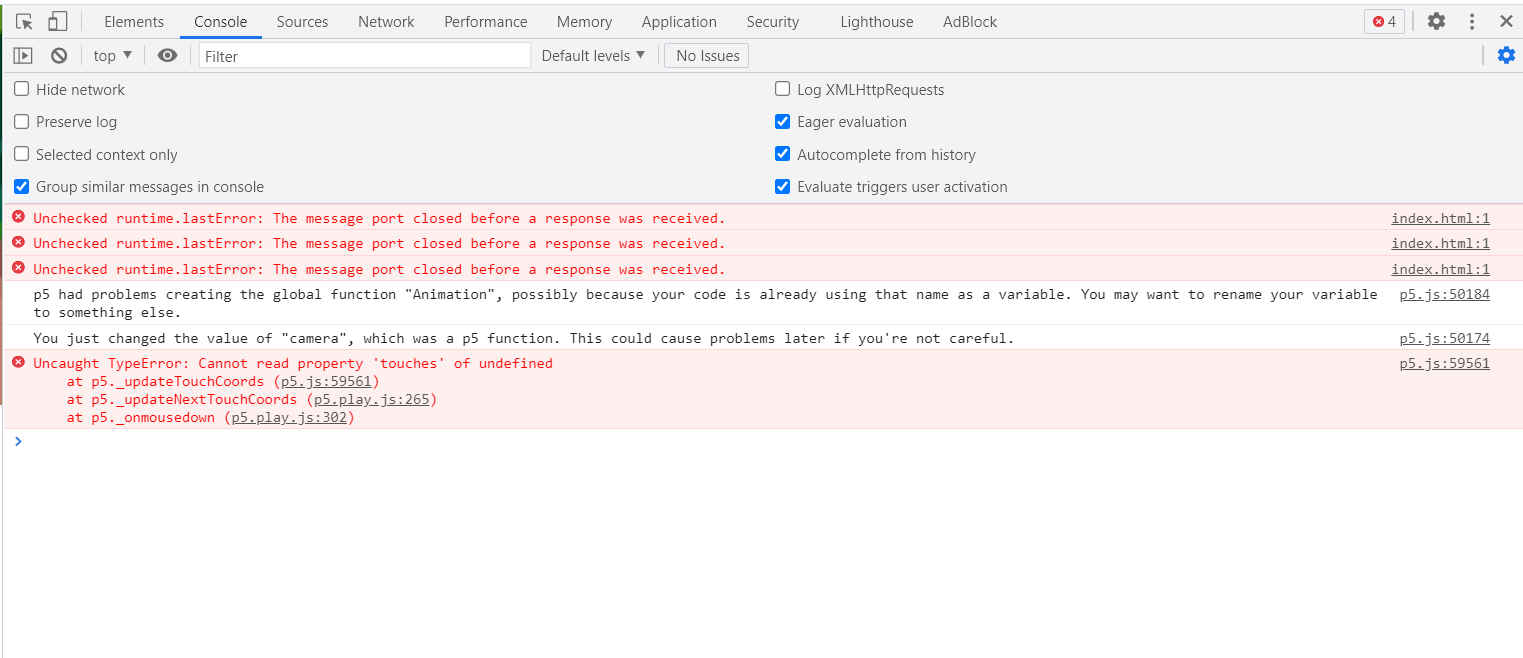 Elements Console Sources Network Performance Memory Application Security Lighthouse AdBlock 4
top Filter Default levels No Issues
Hide network Log XMLHttpRequests
Preserve log Eager evaluation
Selected context only Autocomplete from history
Group similar messages in console Evaluate triggers user activation
Unchecked runtime.lastError: The message port closed before a response was received. index.html:1
Unchecked runtime.lastError: The message port closed before a response was received. index.html:1
Unchecked runtime.lastError: The message port closed before a response was received. index.html:1
p5 had problems creating the global function "Animation", possibly because your code is already using that name as a variable. You may want to rename your variable p5.js:50184
to something else.
You just changed the value of "camera", which was a p5 function. This could cause problems later if you're not careful. p5.js:50174
Uncaught TypeError: Cannot read property 'touches' of undefined p5.js:59561
at p5._updateTouchCoords (p5.js:59561)
at p5._updateNextTouchCoords (p5.play.js:265)
at p5._onmousedown (p5.play.js:302)